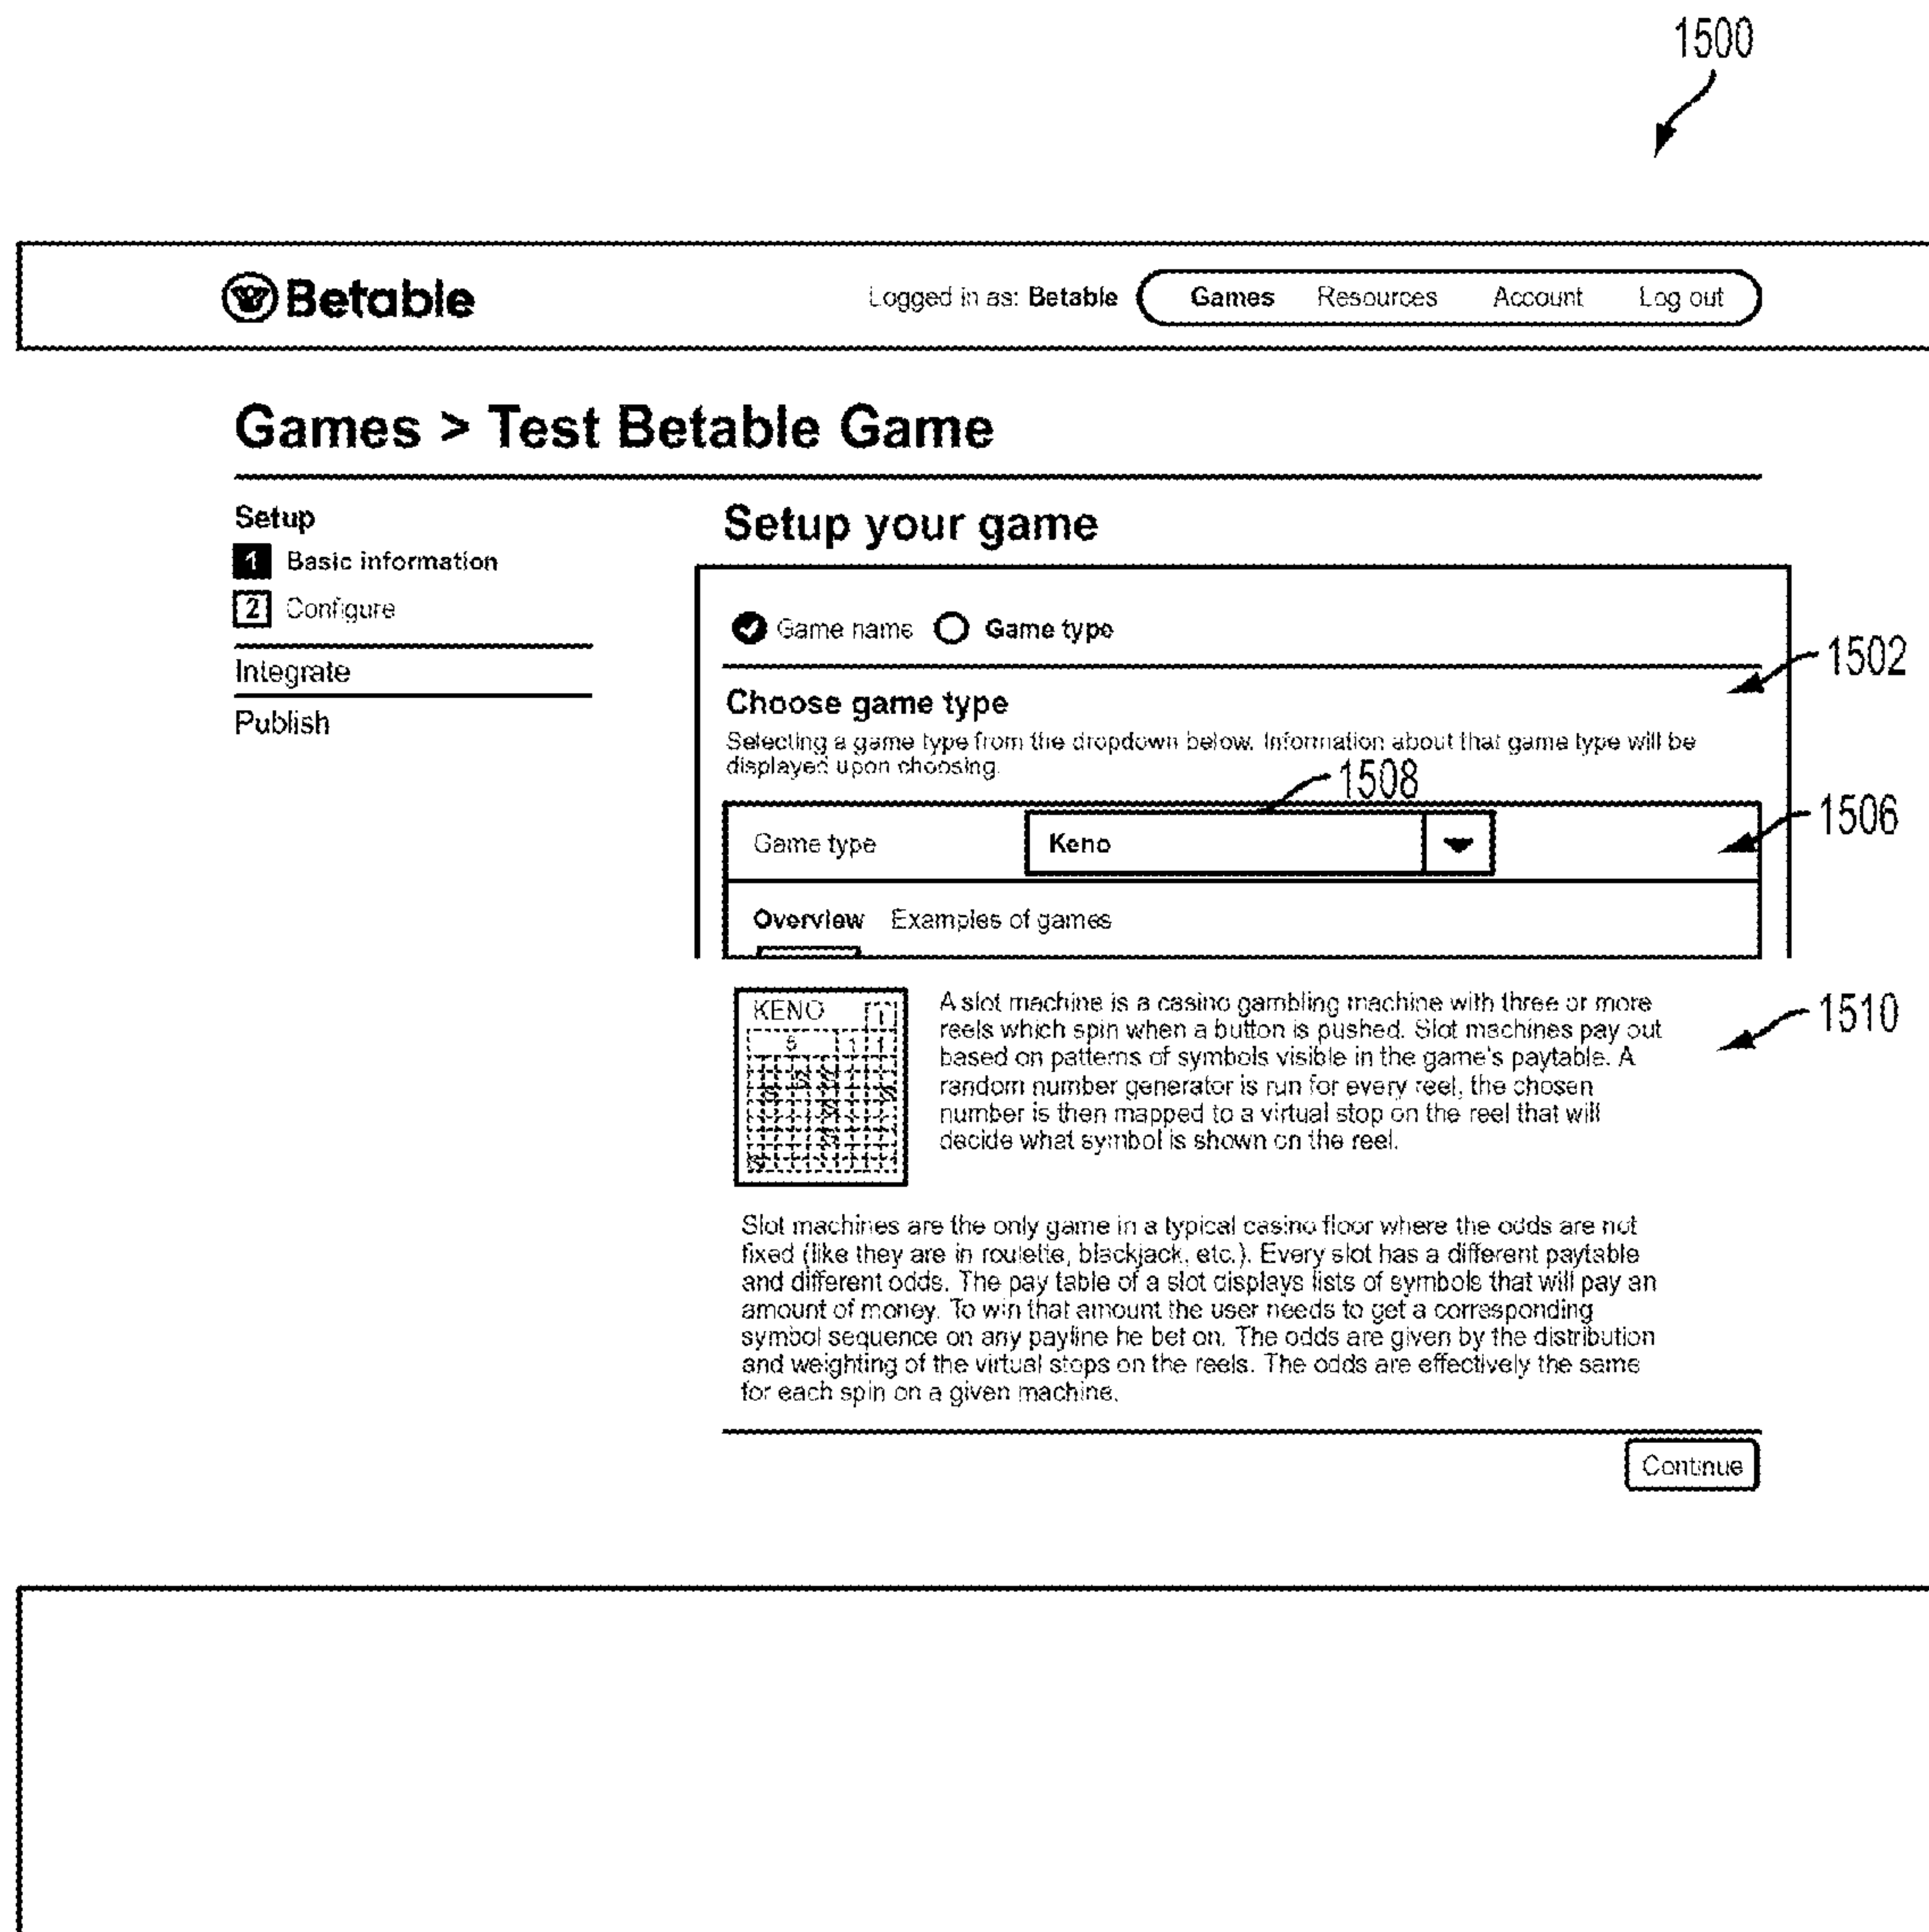 1500
Betable
Logged in as: Betable Games Resources Account Log out
Games > Test Betable Game
Setup
1 Basic information
2 Configure
Integrate
Publish
Setup your game
Game name Game type
1502
Choose game type
Selecting a game type from the dropdown below. Information about that game type will be
displayed upon choosing.
1508
Game type Keno
1506
Overview Examples of games
KENO 1
5 1 1
A slot machine is a casino gambling machine with three or more
reels which spin when a button is pushed. Slot machines pay out
based on patterns of symbols visible in the game's paytable. A
random number generator is run for every reel, the chosen
number is then mapped to a virtual stop on the reel that will
decide what symbol is shown on the reel.
1510
Slot machines are the only game in a typical casino floor where the odds are not
fixed (like they are in roulette, blackjack, etc.). Every slot has a different paytable
and different odds. The pay table of a slot displays lists of symbols that will pay an
amount of money. To win that amount the user needs to get a corresponding
symbol sequence on any payline he bet on. The odds are given by the distribution
and weighting of the virtual stops on the reels. The odds are effectively the same
for each spin on a given machine.
Continue